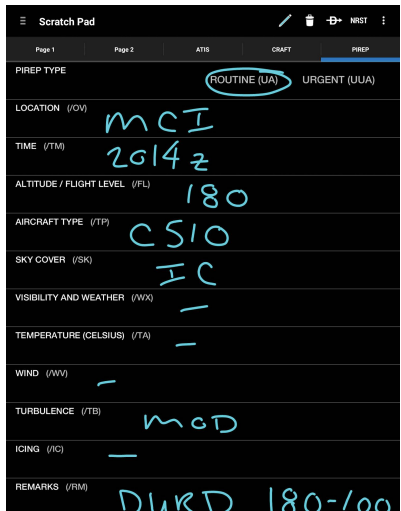 Scratch Pad NRST
Page 1 Page 2 ATIS CRAFT PIREP
PIREP TYPE ROUTINE (UA) URGENT (UUA)
LOCATION (/OV) MCI
TIME (/TM) 2014z
ALTITUDE / FLIGHT LEVEL (/FL) 180
AIRCRAFT TYPE (/TP) C510
SKY COVER (/SK) IC
VISIBILITY AND WEATHER (/WX) —
TEMPERATURE (CELSIUS) (/TA) —
WIND (/WV) –
TURBULENCE (/TB) MOD
ICING (/IC) —
REMARKS (/RM) DURD 180-100